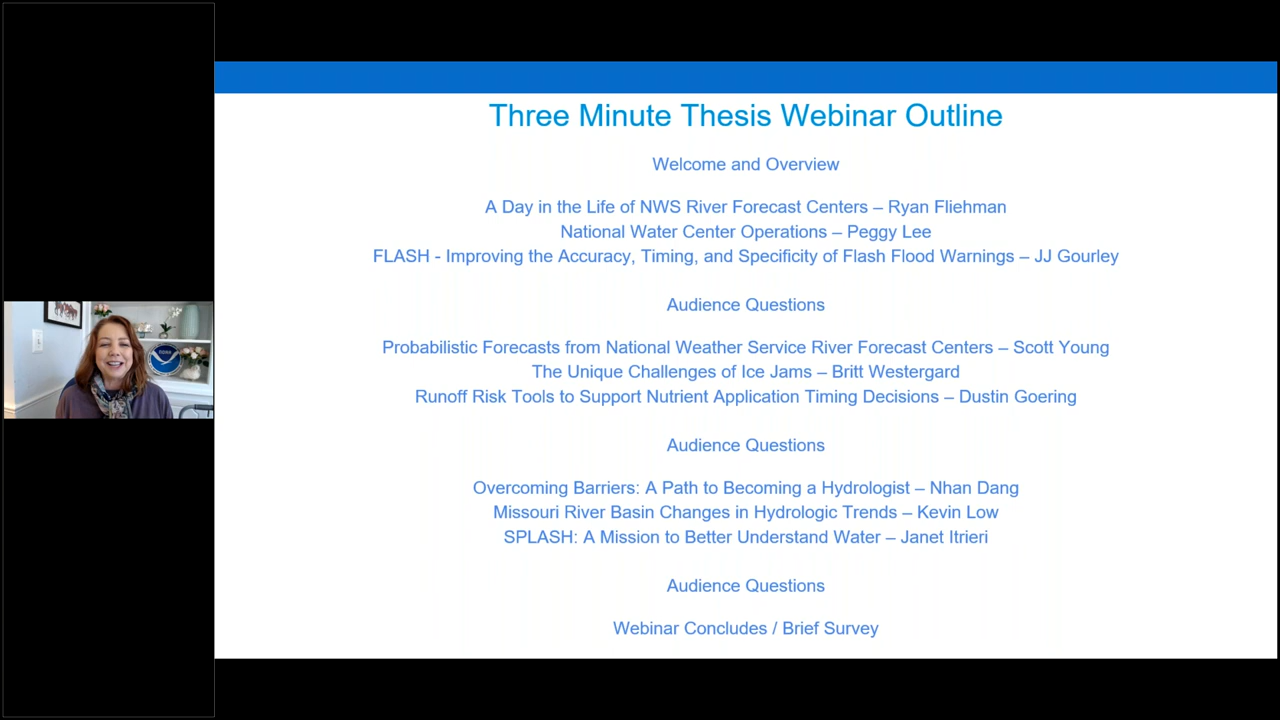 Three Minute Thesis Webinar Outline
Welcome and Overview
A Day in the Life of NWS River Forecast Centers – Ryan Fliehman
National Water Center Operations – Peggy Lee
FLASH - Improving the Accuracy, Timing, and Specificity of Flash Flood Warnings – JJ Gourley
Audience Questions
Probabilistic Forecasts from National Weather Service River Forecast Centers – Scott Young
The Unique Challenges of Ice Jams – Britt Westergard
Runoff Risk Tools to Support Nutrient Application Timing Decisions – Dustin Goering
Audience Questions
Overcoming Barriers: A Path to Becoming a Hydrologist – Nhan Dang
Missouri River Basin Changes in Hydrologic Trends – Kevin Low
SPLASH: A Mission to Better Understand Water – Janet Itrieri
Audience Questions
Webinar Concludes / Brief Survey